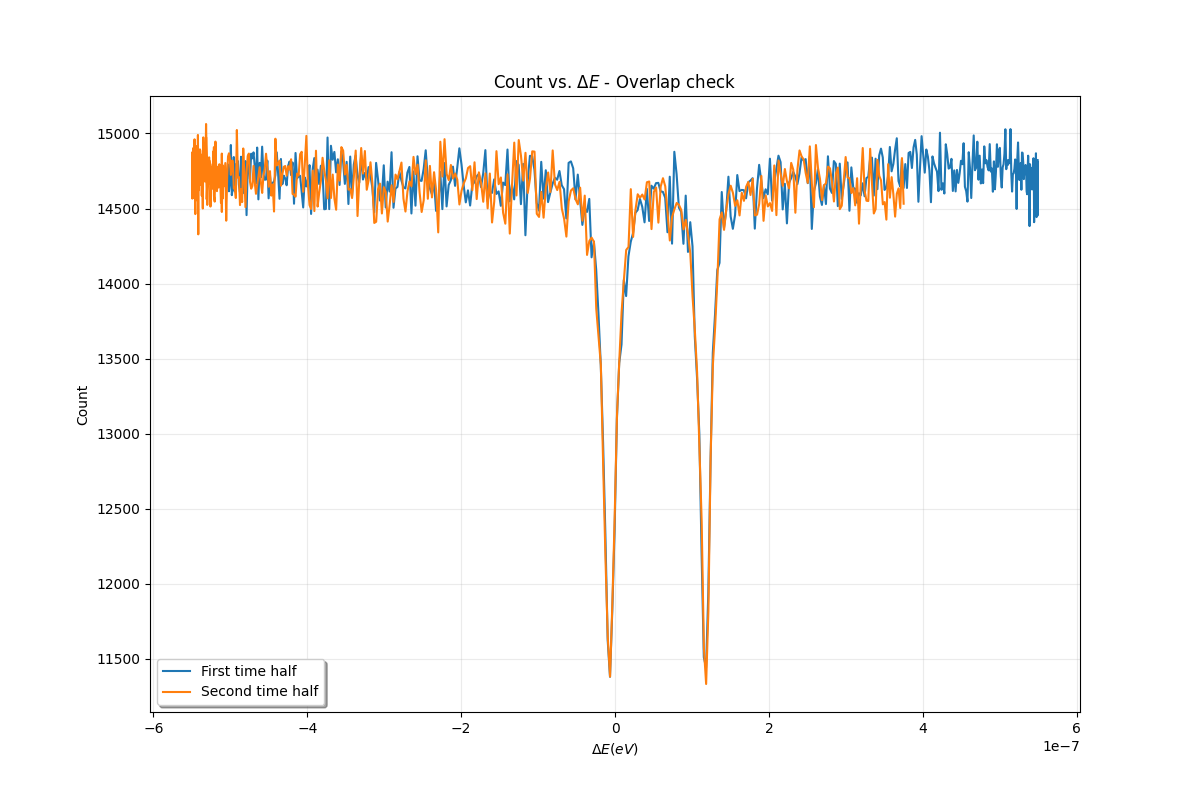 Count vs. ΔE - Overlap check
Count
15000
14500
14000
13500
13000
12500
12000
11500
First time half
Second time half
−6 −4 −2 0 2 4 6
1e−7
ΔE(eV)